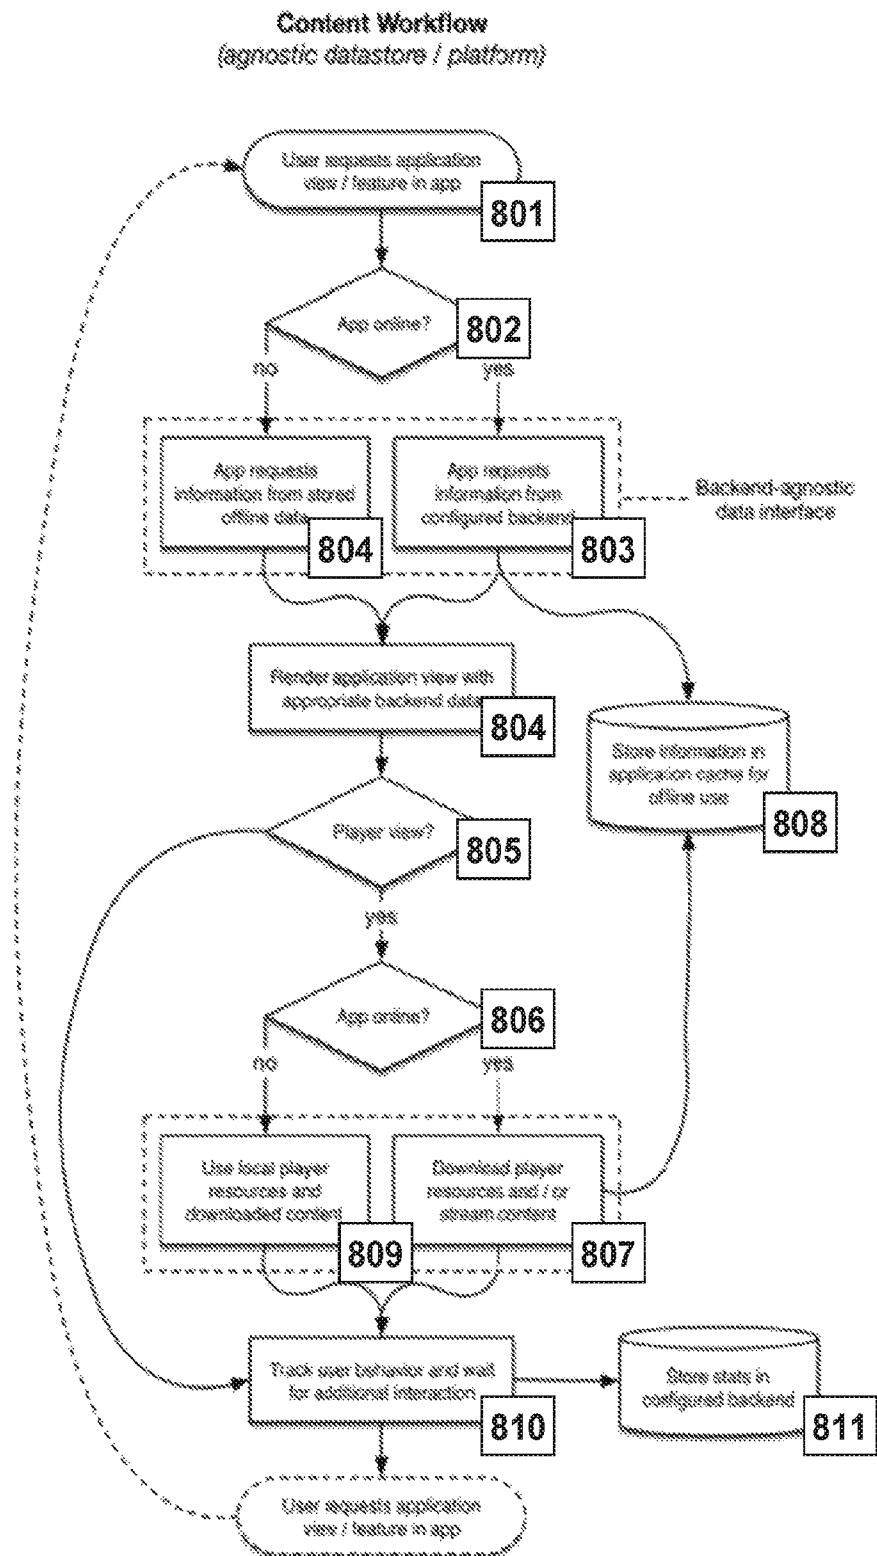 Content Workflow
(agnostic datastore / platform)
User requests application
view / feature in app
801
App online?
802
no
yes
App requests
information from stored
offline data
804
App requests
information from
configured backend
803
Backend-agnostic
data interface
Render application view with
appropriate backend data
804
Store information in
application cache for
offline use
808
Player view?
805
yes
App online?
806
no
yes
Use local player
resources and
downloaded content
809
Download player
resources and / or
stream content
807
Track user behavior and wait
for additional interaction
810
Store stats in
configured backend
811
User requests application
view / feature in app